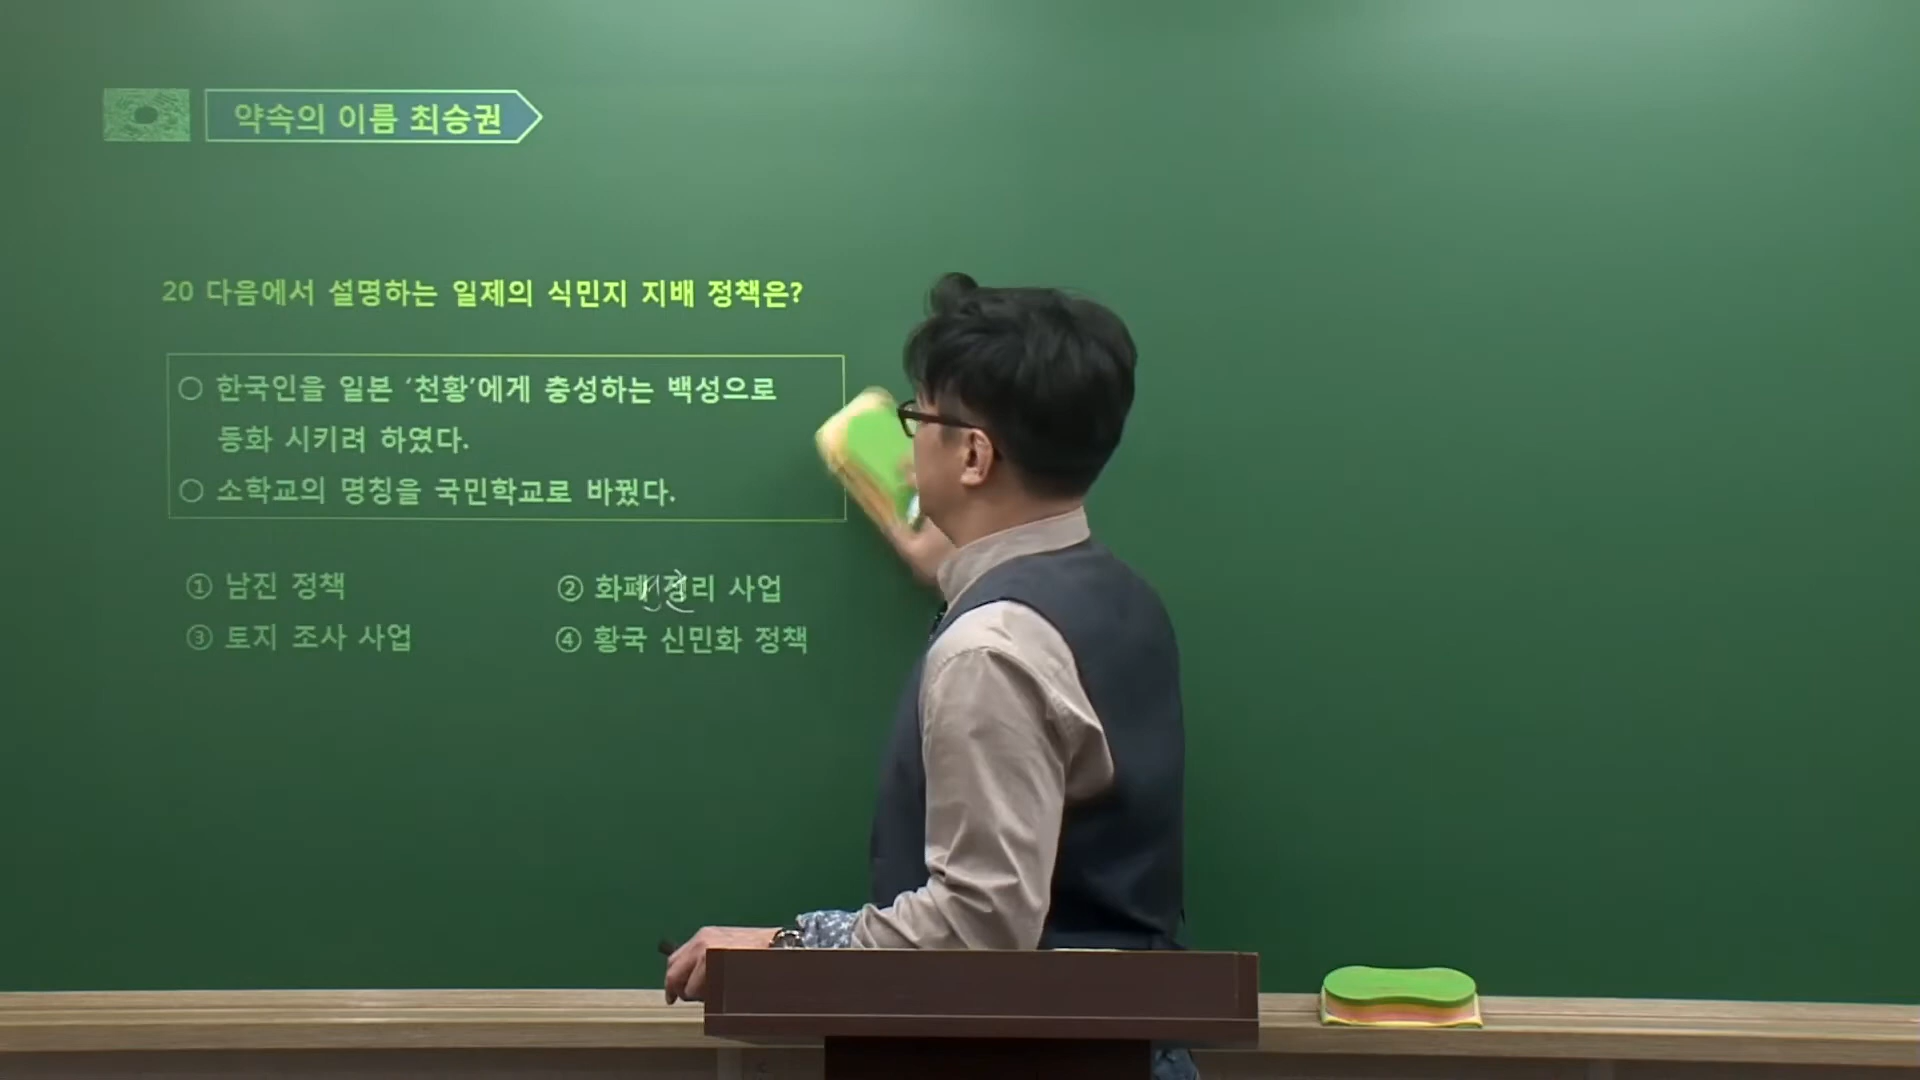 약속의 이름 최승권
20 다음에서 설명하는 일제의 식민지 지배 정책은?
○ 한국인을 일본 ‘천황’에게 충성하는 백성으로
동화 시키려 하였다.
○ 소학교의 명칭을 국민학교로 바꿨다.
① 남진 정책
② 화폐 정리 사업
③ 토지 조사 사업
④ 황국 신민화 정책